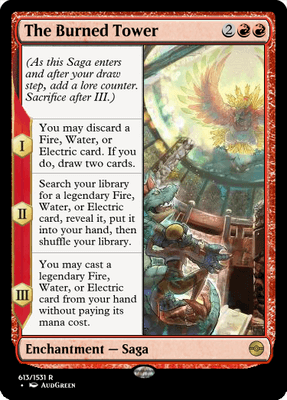 The Burned Tower 2
(As this Saga enters
and after your draw
step, add a lore counter.
Sacrifice after III.)
I
You may discard a
Fire, Water, or
Electric card. If you
do, draw two cards.
II
Search your library
for a legendary Fire,
Water, or Electric
card, reveal it, put it
into your hand, then
shuffle your library.
III
You may cast a
legendary Fire,
Water, or Electric
card from your hand
without paying its
mana cost.
Enchantment — Saga
613/1531 R
• AudGreen